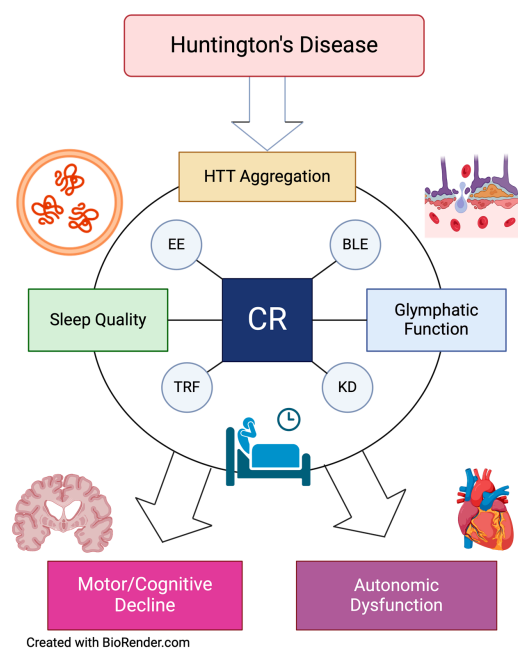 Huntington's Disease
HTT Aggregation
EE
BLE
Sleep Quality
CR
Glymphatic
Function
TRF
KD
Motor/Cognitive
Decline
Autonomic
Dysfunction
Created with BioRender.com